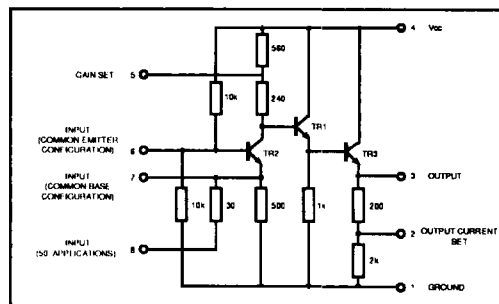 4 Vcc
560
GAIN SET 5
10k
240
INPUT
(COMMON EMITTER
CONFIGURATION)
6
TR1
TR2
TR3
INPUT
(COMMON BASE
CONFIGURATION)
7
3 OUTPUT
10k
30
500
1k
200
2 OUTPUT CURRENT
SET
INPUT
(50 APPLICATIONS)
8
2k
1 GROUND